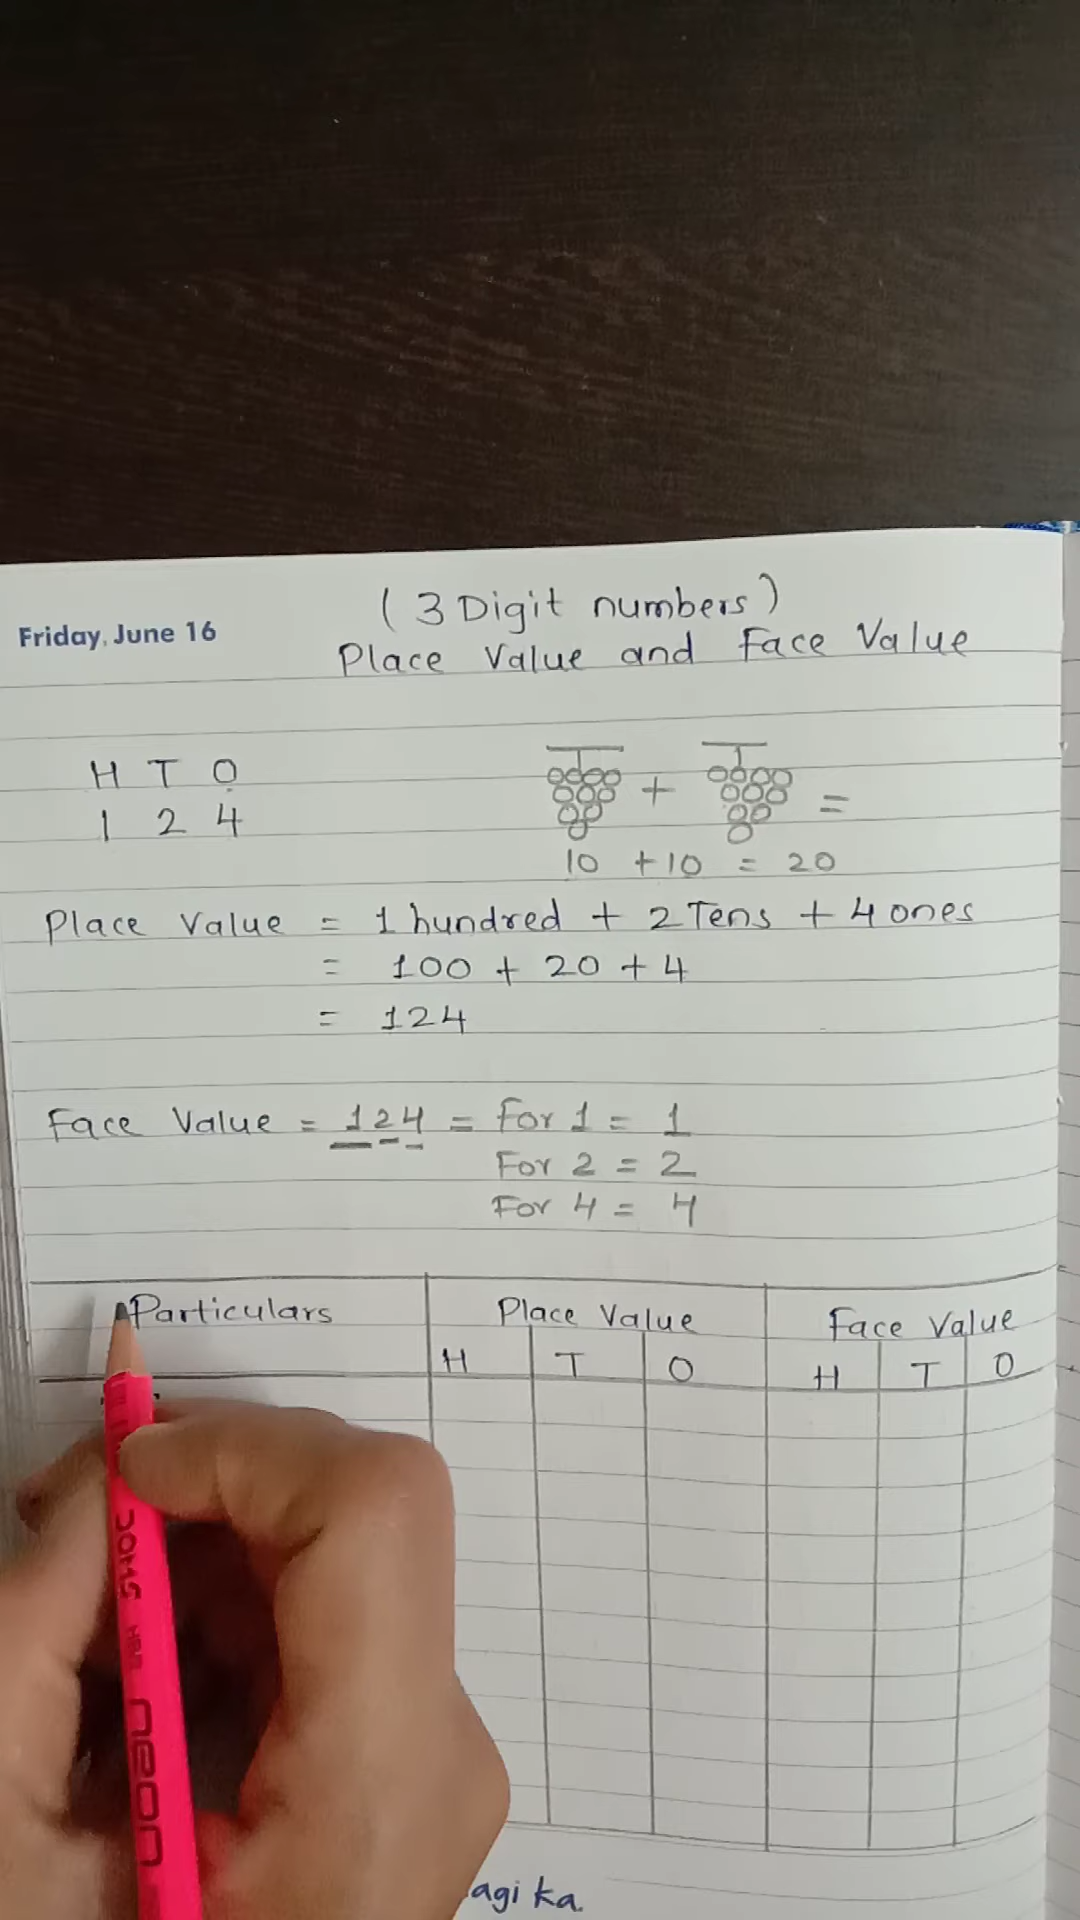 (3 Digit numbers)
Friday, June 16
Place Value and Face Value
H T O
1 2 4
+ =
10 + 10 = 20
Place Value = 1 hundred + 2 Tens + 4 ones
= 100 + 20 + 4
= 124
Face Value = 124 = For 1 = 1
For 2 = 2
For 4 = 4
Particulars Place Value Face Value
H T O H T O
DOMS neon
agi ka.